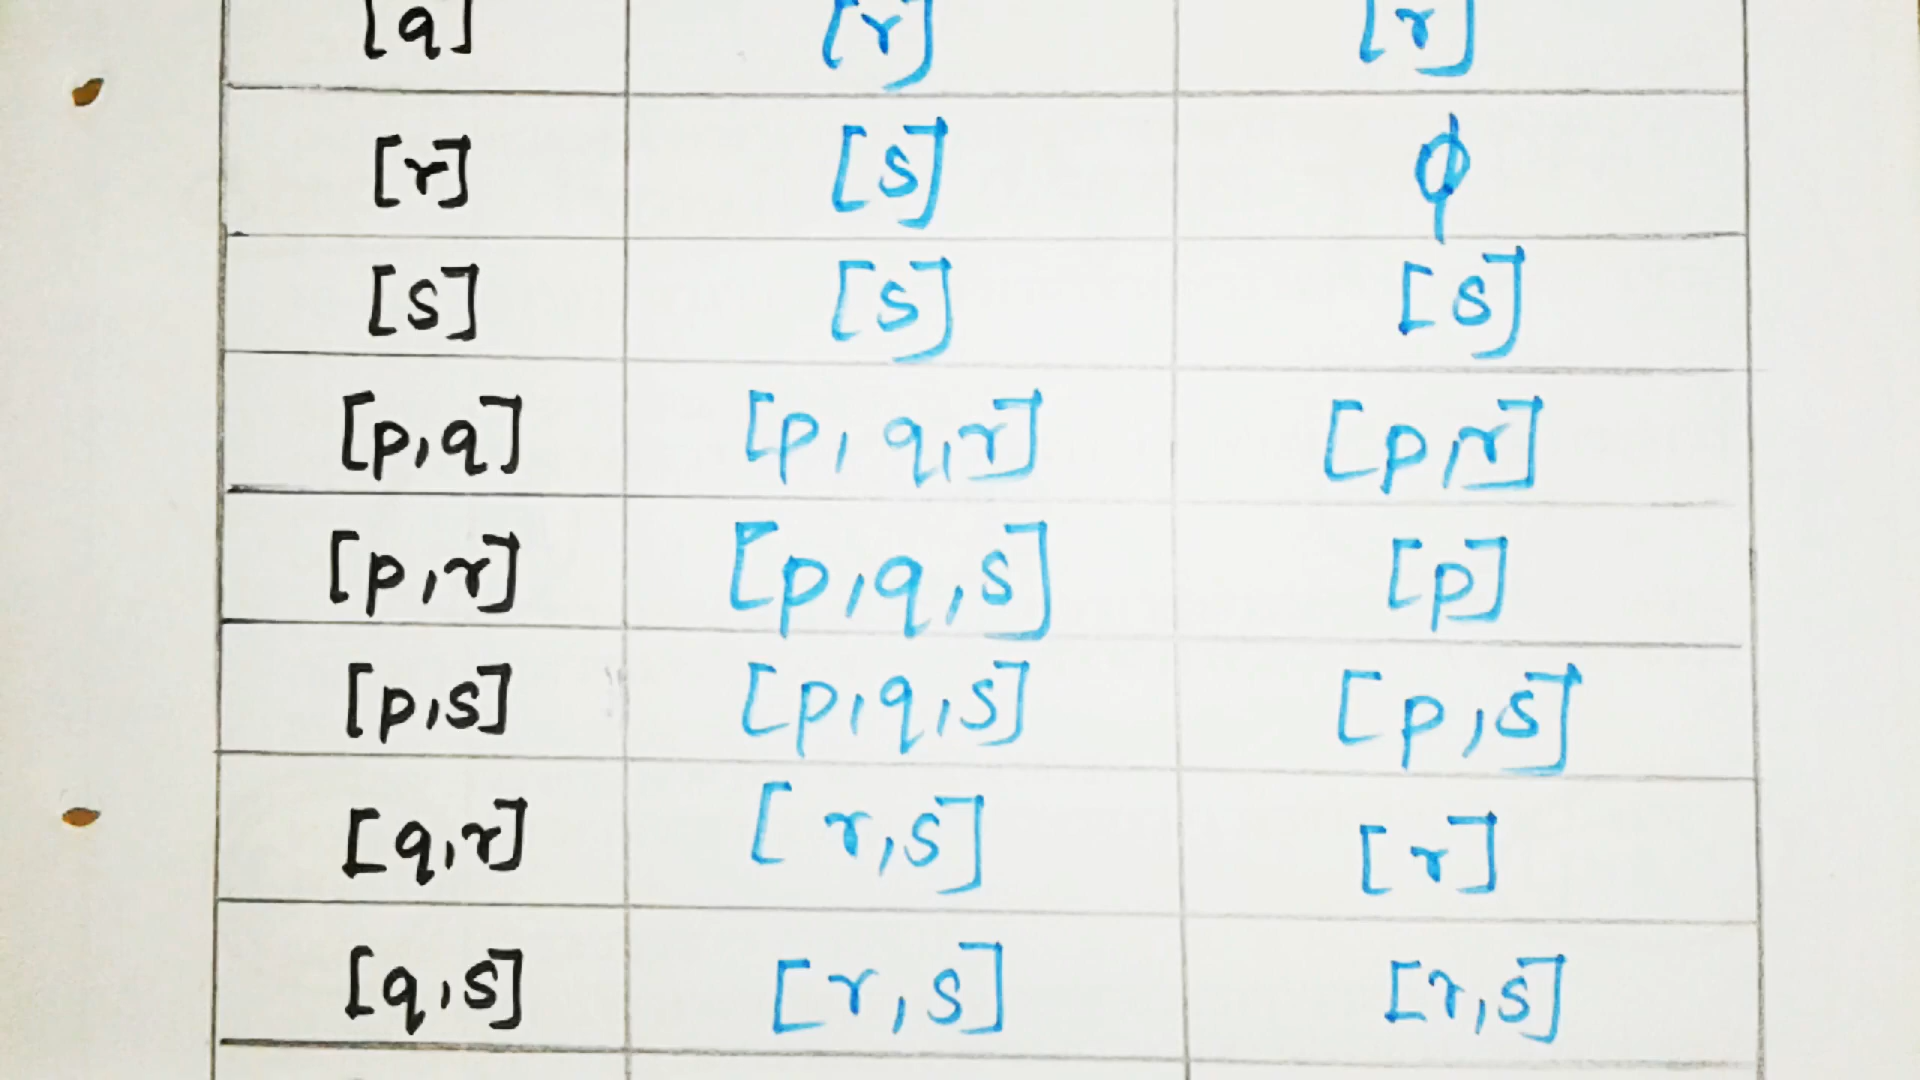 [q] [r] [r]
[r] [s] ϕ
[s] [s] [s]
[p,q] [p,q,r] [p,r]
[p,r] [p,q,s] [p]
[p,s] [p,q,s] [p,s]
[q,r] [r,s] [r]
[q,s] [r,s] [r,s]